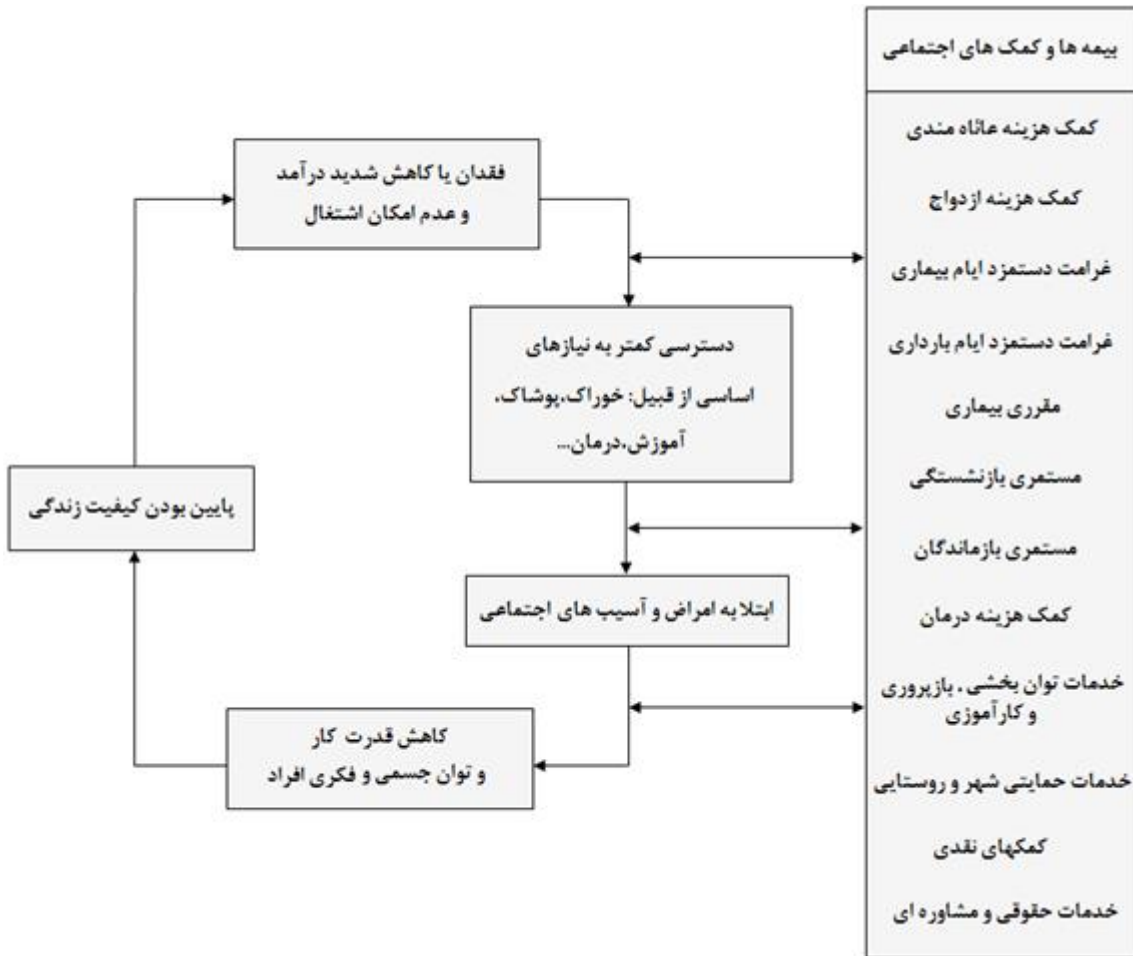 بیمه ها و کمک های اجتماعی
کمک هزینه عائاه مندی
کمک هزینه ازدواج
غرامت دستمزد ایام بیماری
غرامت دستمزد ایام بارداری
مقرری بیماری
مستمری بازنشستگی
مستمری بازماندگان
کمک هزینه درمان
خدمات توان بخشی ، بازپروری
و کارآموزی
خدمات حمایتی شهر و روستایی
کمکهای نقدی
خدمات حقوقی و مشاوره ای
فقدان یا کاهش شدید درآمد
و عدم امکان اشتغال
دسترسی کمتر به نیازهای
اساسی از قبیل: خوراک،پوشاک،
آموزش،درمان...
ابتلا به امراض و آسیب های اجتماعی
کاهش قدرت کار
و توان جسمی و فکری افراد
پایین بودن کیفیت زندگی